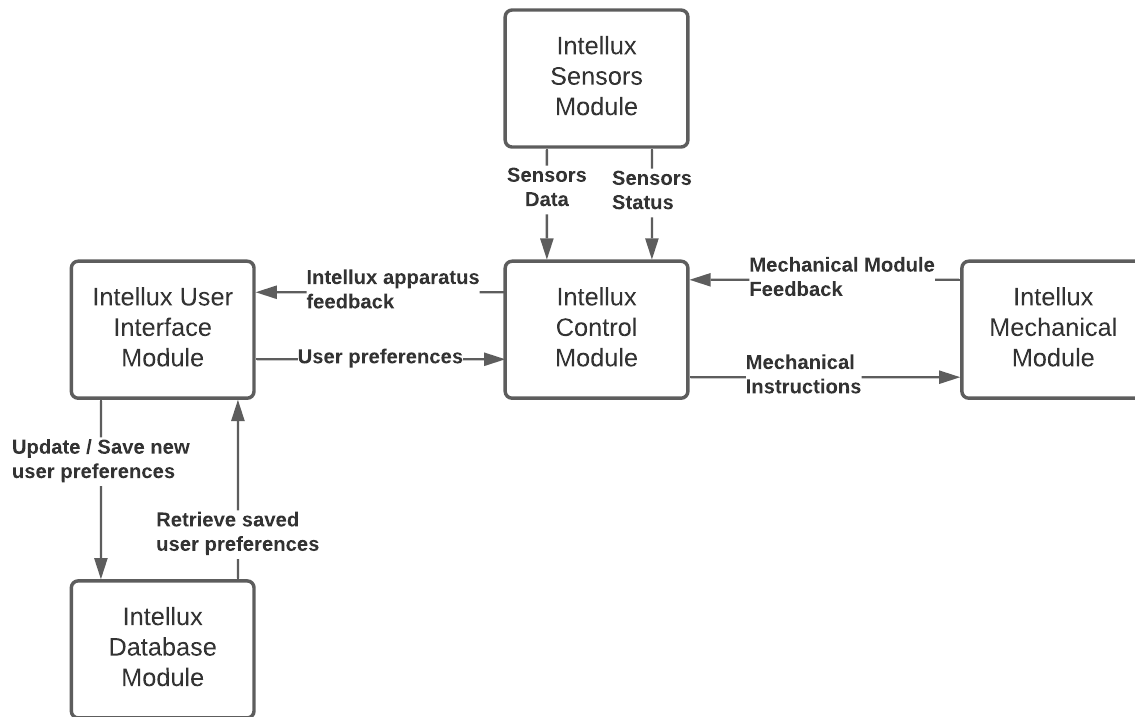 Intellux
Sensors
Module
Sensors
Data
Sensors
Status
Intellux User
Interface
Module
Intellux apparatus
feedback
User preferences
Intellux
Control
Module
Mechanical Module
Feedback
Mechanical
Instructions
Intellux
Mechanical
Module
Update / Save new
user preferences
Retrieve saved
user preferences
Intellux
Database
Module